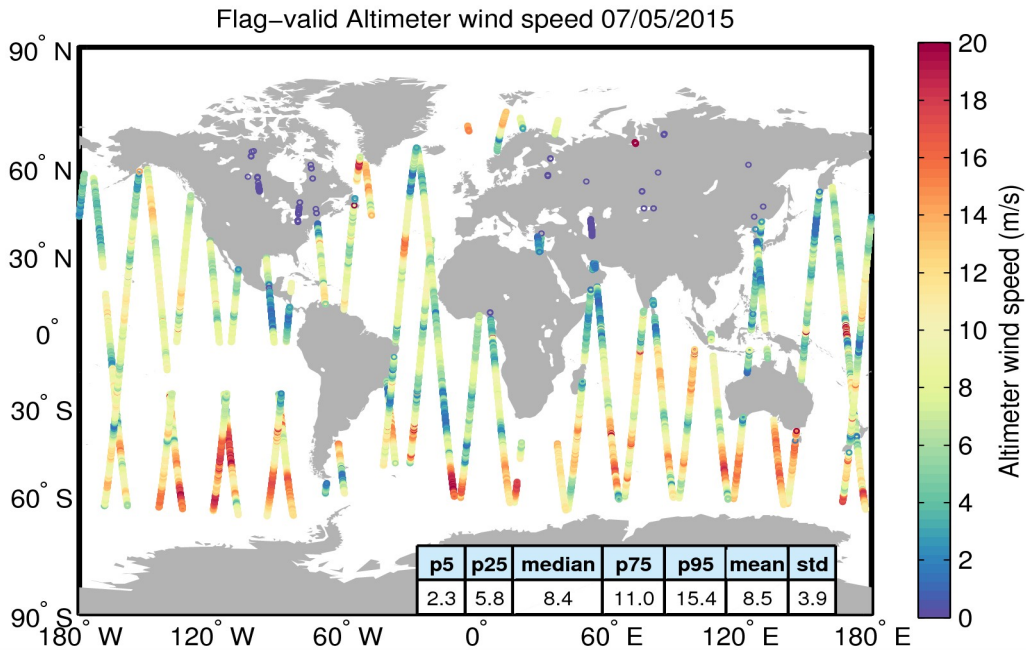 Flag−valid Altimeter wind speed 07/05/2015
90° N
60° N
30° N
0°
30° S
60° S
90° S
180° W
120° W
60° W
0°
60° E
120° E
180° E
p5 p25 median p75 p95 mean std
2.3 5.8 8.4 11.0 15.4 8.5 3.9
20
18
16
14
12
10
8
6
4
2
0
Altimeter wind speed (m/s)